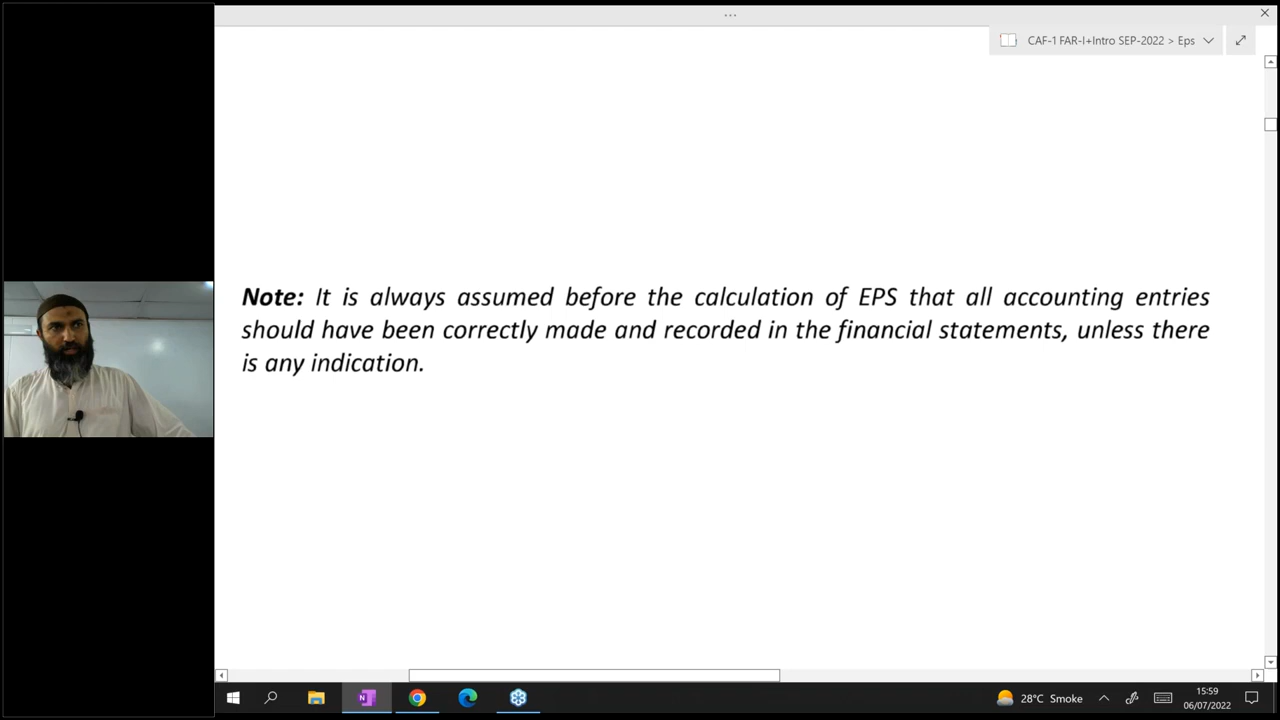 CAF-1 FAR-I+Intro SEP-2022 > Eps
Note: It is always assumed before the calculation of EPS that all accounting entries
should have been correctly made and recorded in the financial statements, unless there
is any indication.
28°C Smoke
15:59
06/07/2022